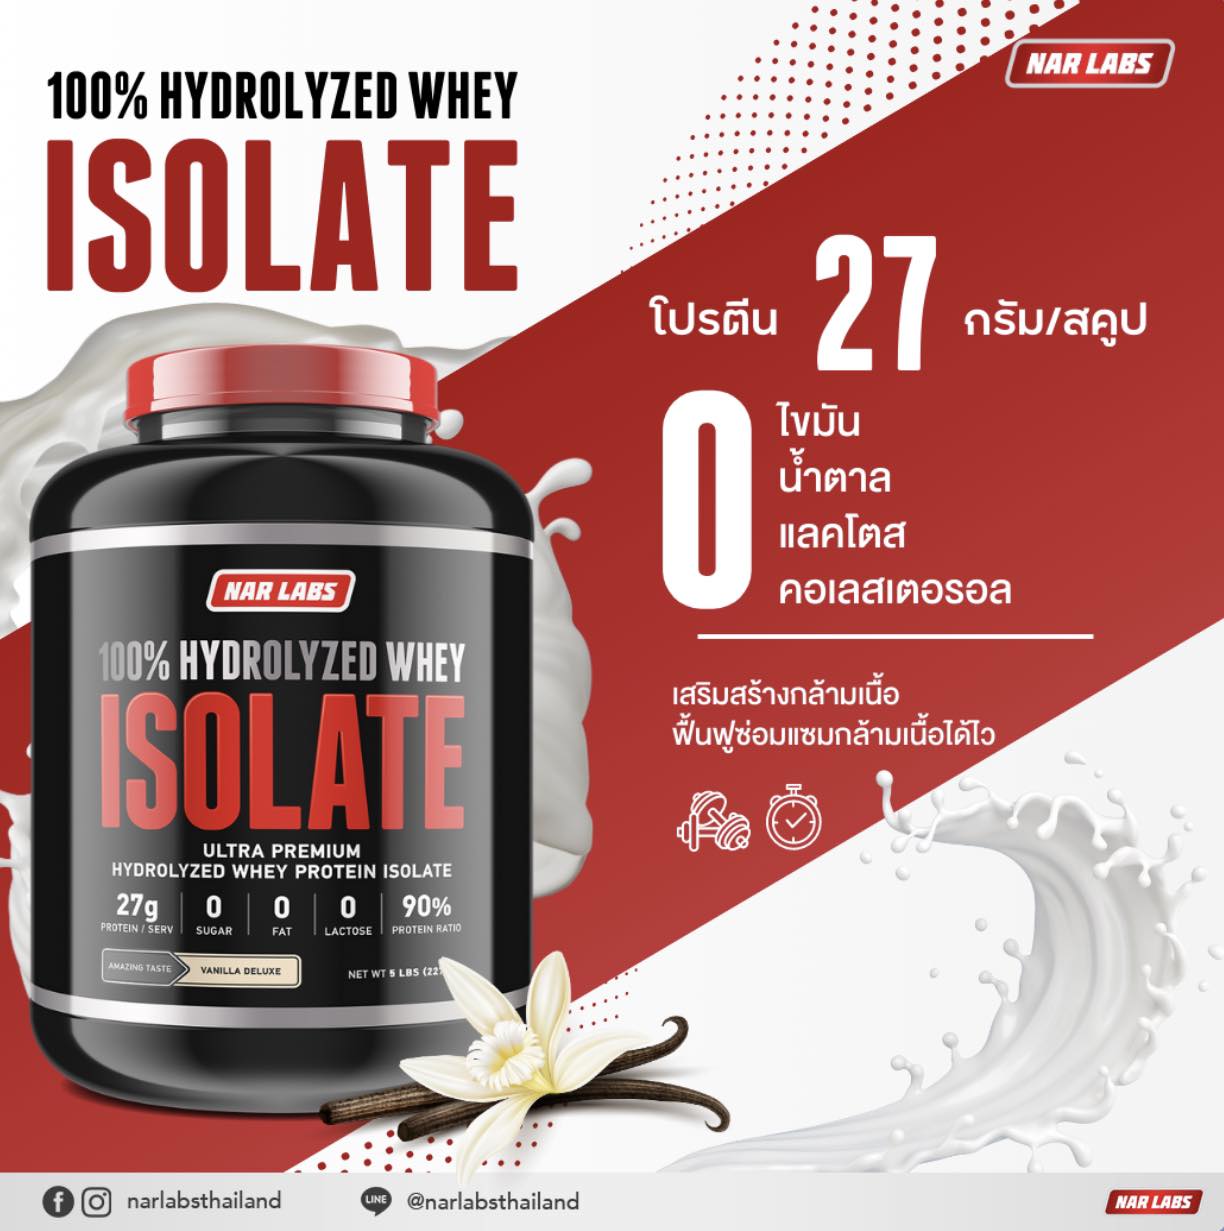 100% HYDROLYZED WHEY
ISOLATE
NAR LABS
โปรตีน 27 กรัม/สคูป
0
ไขมัน
น้ำตาล
แลคโตส
คอเลสเตอรอล
เสริมสร้างกล้ามเนื้อ
ฟื้นฟูซ่อมแซมกล้ามเนื้อได้ไว
NAR LABS
100% HYDROLYZED WHEY
ISOLATE
ULTRA PREMIUM
HYDROLYZED WHEY PROTEIN ISOLATE
27g 0 0 0 90%
PROTEIN / SERV SUGAR FAT LACTOSE PROTEIN RATIO
AMAZING TASTE VANILLA DELUXE NET WT 5 LBS
narlabsthailand LINE @narlabsthailand NAR LABS